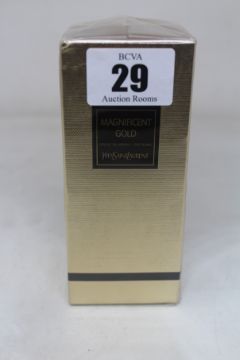 BCVA
29
Auction Rooms
MAGNIFICENT
GOLD
YVESSAINTLAURENT